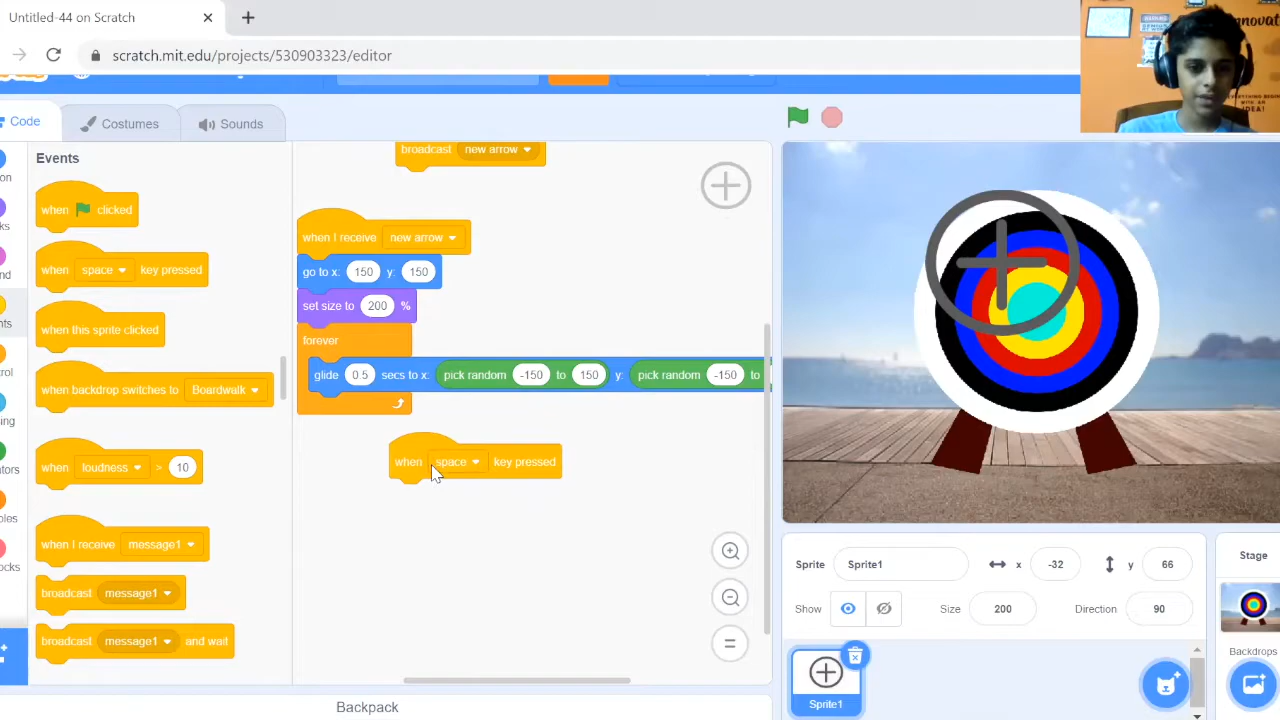 Untitled-44 on Scratch
scratch.mit.edu/projects/530903323/editor
Code
Costumes
Sounds
Events
when clicked
when space key pressed
when this sprite clicked
when backdrop switches to Boardwalk
when loudness > 10
when I receive message1
broadcast message1
broadcast message1 and wait
broadcast new arrow
when I receive new arrow
go to x: 150 y: 150
set size to 200 %
forever
glide 0.5 secs to x: pick random -150 to 150 y: pick random -150 to
when space key pressed
Backpack
Sprite Sprite1 x -32 y 66
Show Size 200 Direction 90
Sprite1
Stage
Backdrops